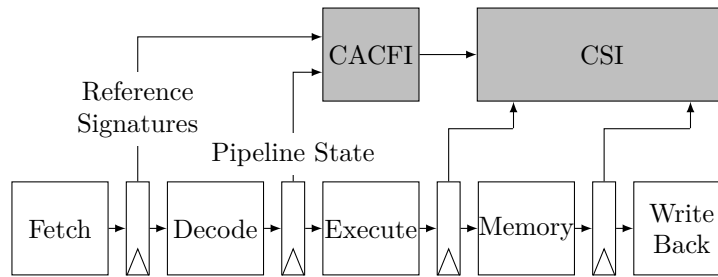 CACFI
CSI
Reference
Signatures
Pipeline State
Fetch
Decode
Execute
Memory
Write
Back